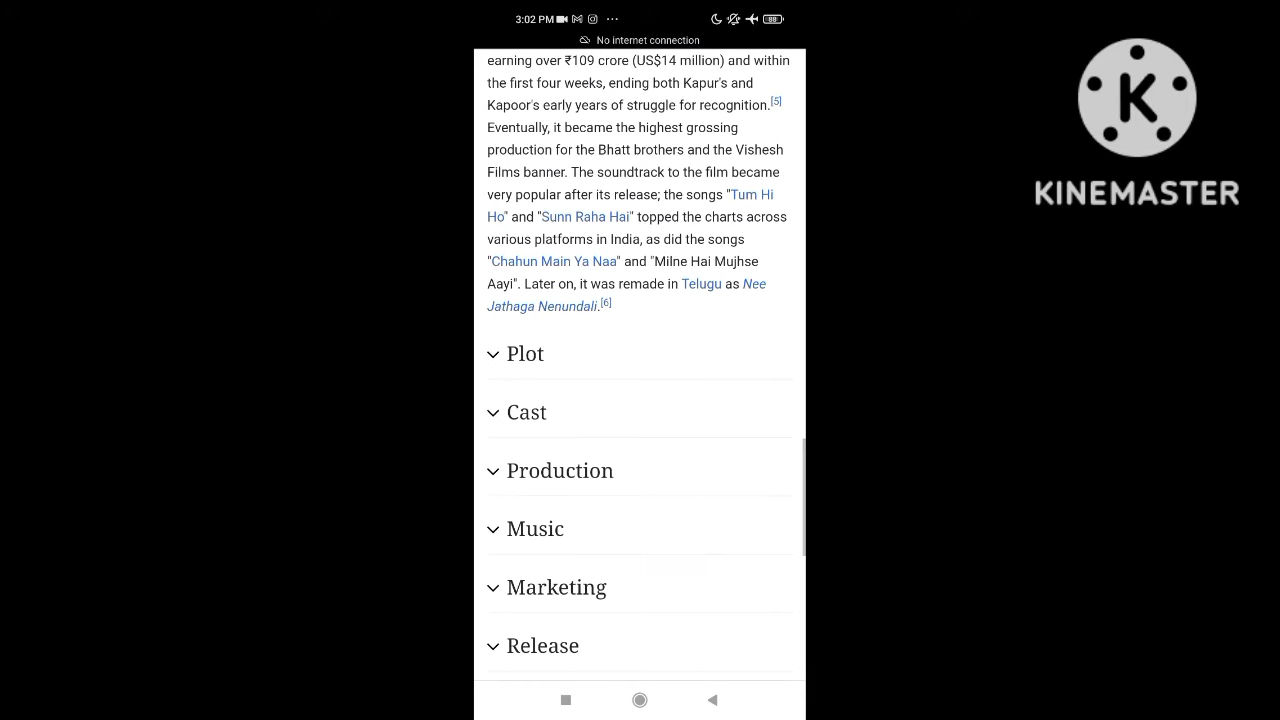 3:02 PM
88
No internet connection
earning over ₹109 crore (US$14 million) and within
the first four weeks, ending both Kapur's and
Kapoor's early years of struggle for recognition.[5]
Eventually, it became the highest grossing
production for the Bhatt brothers and the Vishesh
Films banner. The soundtrack to the film became
very popular after its release; the songs "Tum Hi
Ho" and "Sunn Raha Hai" topped the charts across
various platforms in India, as did the songs
"Chahun Main Ya Naa" and "Milne Hai Mujhse
Aayi". Later on, it was remade in Telugu as Nee
Jathaga Nenundali.[6]
Plot
Cast
Production
Music
Marketing
Release
K
KINEMASTER